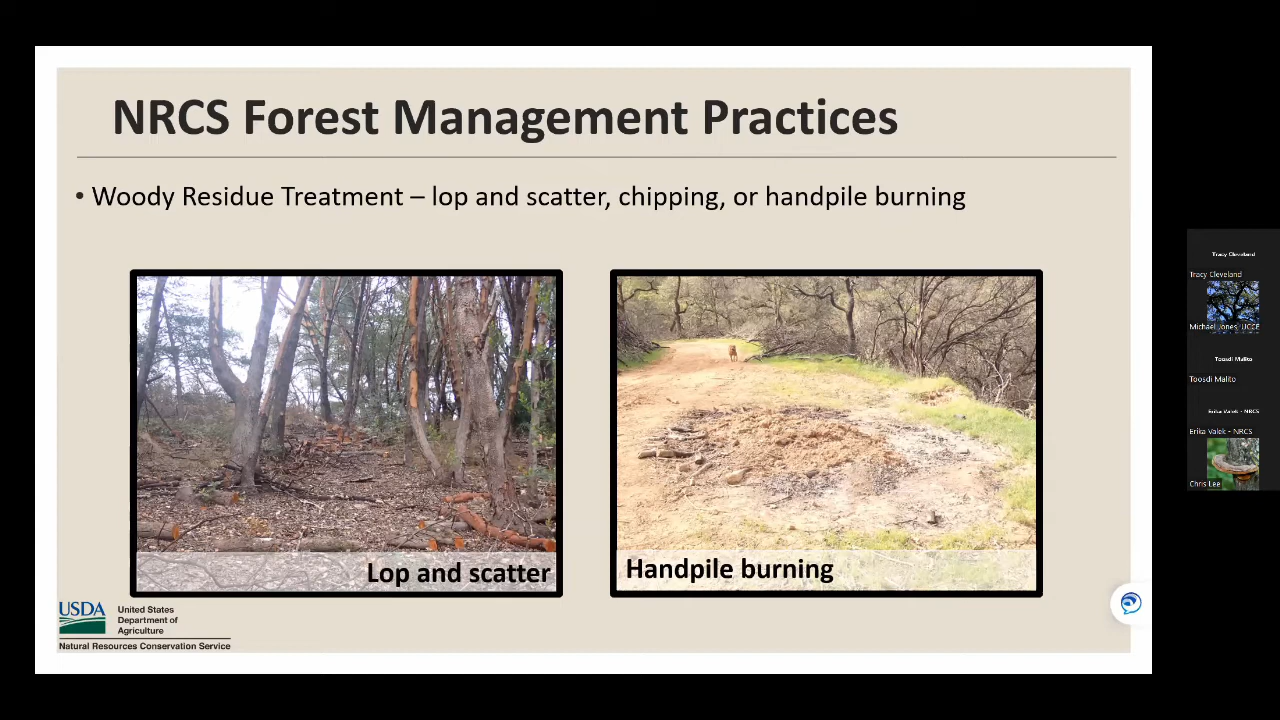 NRCS Forest Management Practices
• Woody Residue Treatment – lop and scatter, chipping, or handpile burning
Lop and scatter
Handpile burning
USDA
United States
Department of
Agriculture
Natural Resources Conservation Service
Tracy Cleveland
Tracy Cleveland
Michael Jones, UCCE
Toosdi Malito
Toosdi Malito
Erika Valek - NRCS
Erika Valek - NRCS
Chris Lee